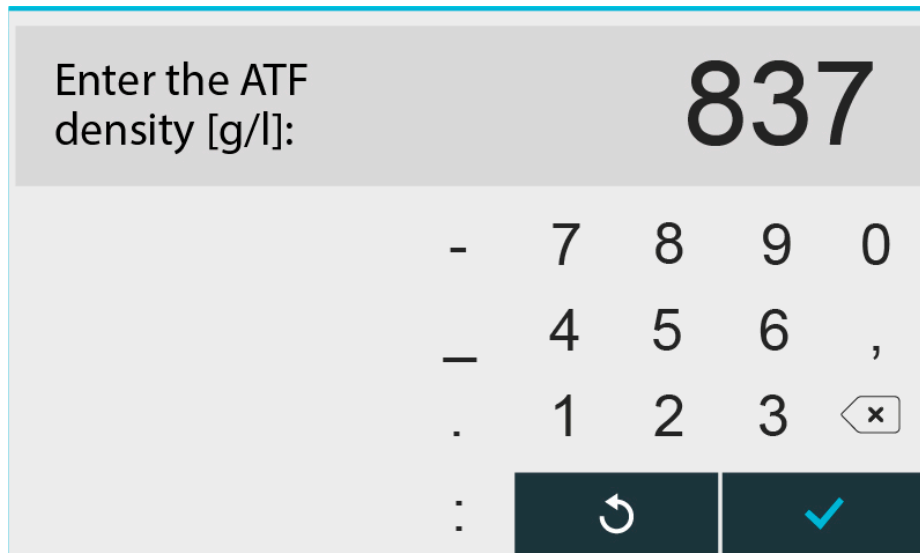 Enter the ATF
density [g/l]:
837
- 7 8 9 0
_ 4 5 6 ,
. 1 2 3
: